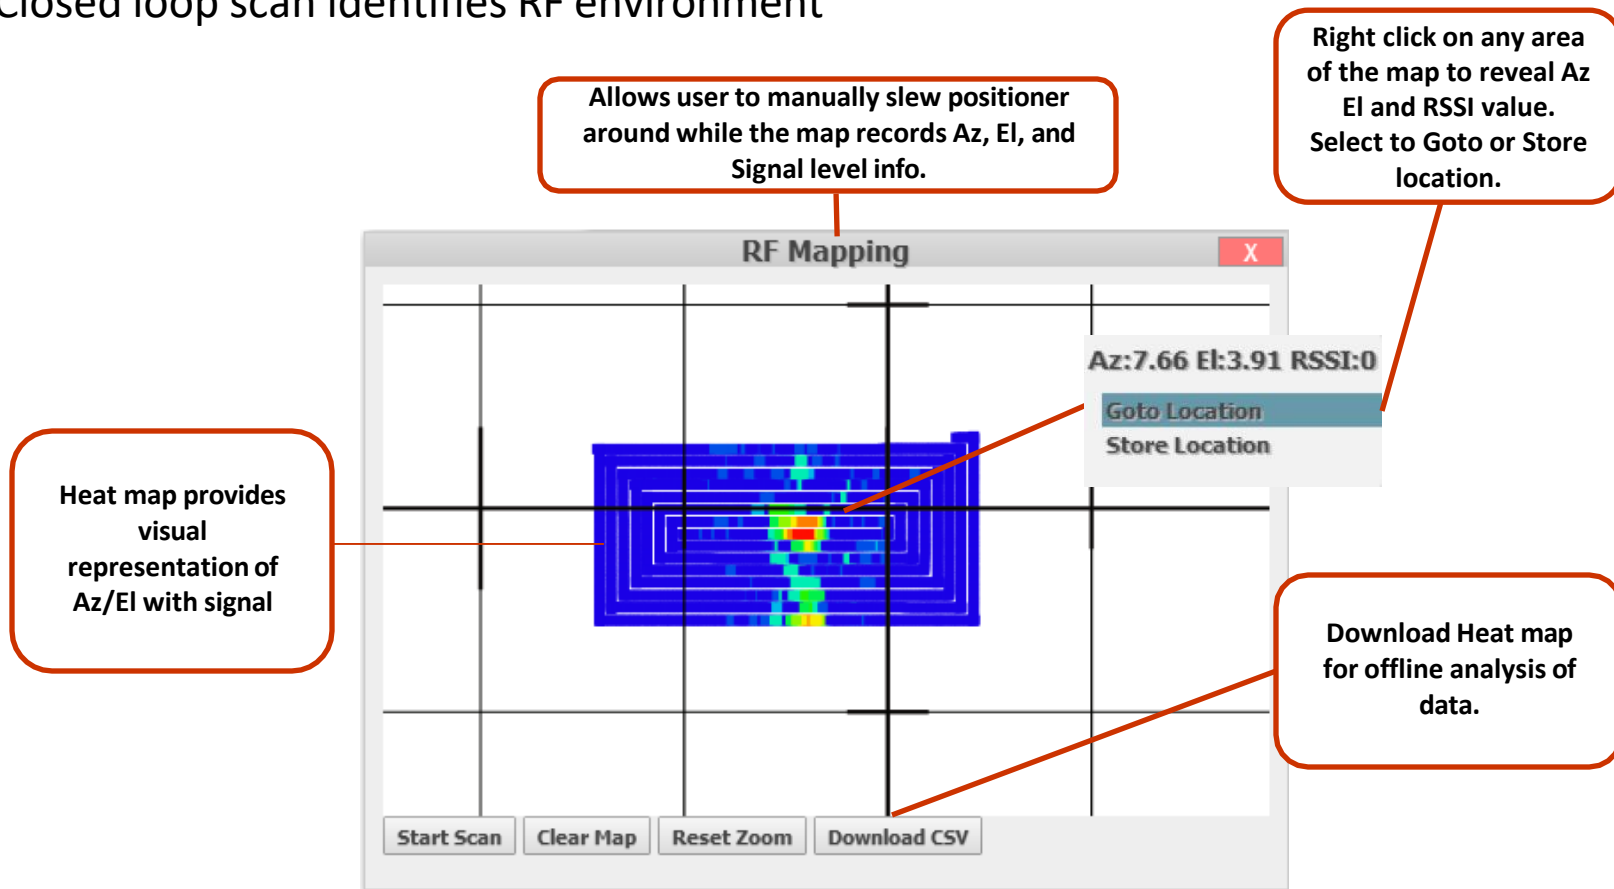 Closed loop scan identifies RF environment
Right click on any area
of the map to reveal Az
El and RSSI value.
Select to Goto or Store
location.
Allows user to manually slew positioner
around while the map records Az, El, and
Signal level info.
RF Mapping
X
Az:7.66 El:3.91 RSSI:0
Goto Location
Store Location
Heat map provides
visual
representation of
Az/El with signal
Download Heat map
for offline analysis of
data.
Start Scan
Clear Map
Reset Zoom
Download CSV